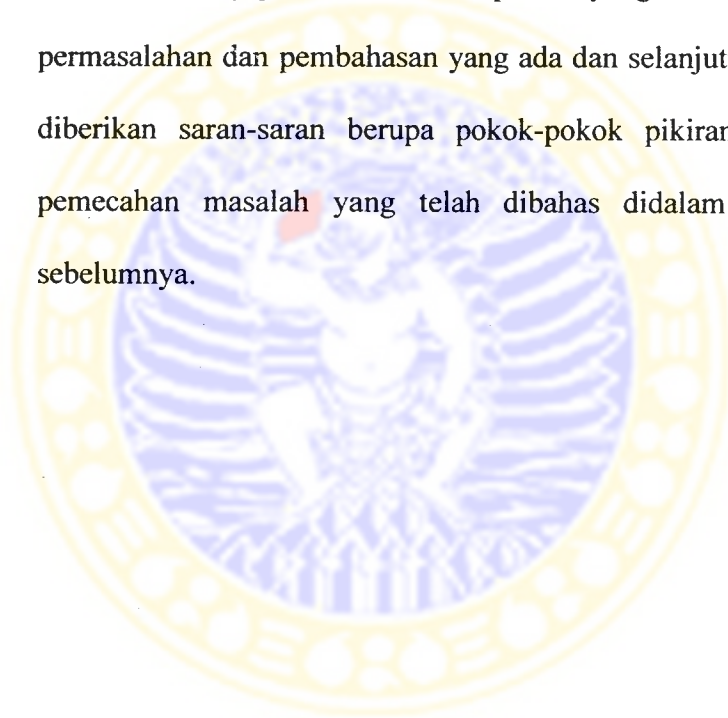 permasalahan dan pembahasan yang ada dan selanjut
diberikan saran-saran berupa pokok-pokok pikiran
pemecahan masalah yang telah dibahas didalam
sebelumnya.